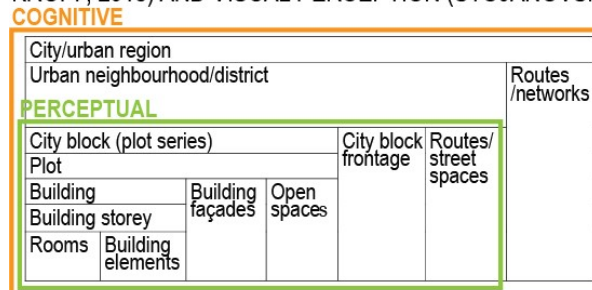 COGNITIVE
City/urban region
Urban neighbourhood/district
Routes
/networks
PERCEPTUAL
City block (plot series)
City block
frontage
Routes/
street
spaces
Plot
Building
Building
façades
Open
spaces
Building storey
Rooms
Building
elements